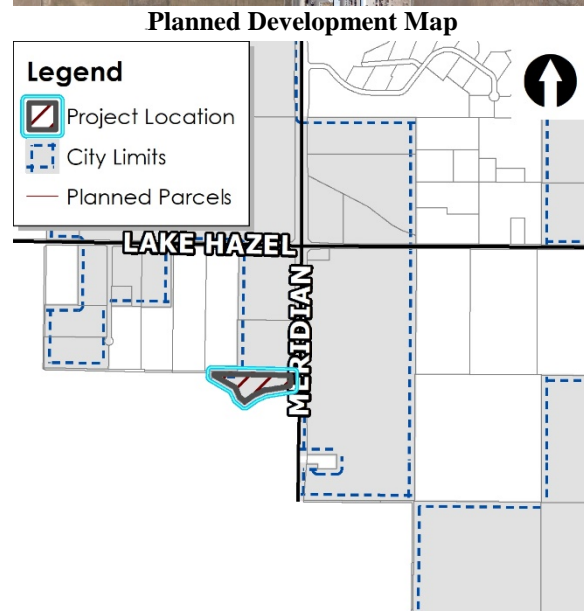 Planned Development Map
Legend
Project Location
City Limits
Planned Parcels
LAKE HAZEL
MERIDIAN